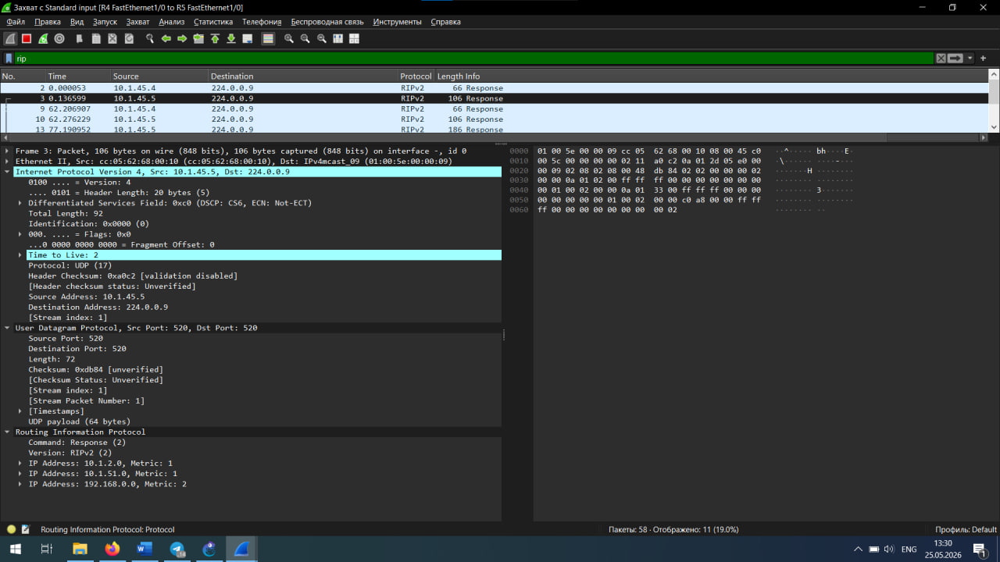 Захват с Standard input [R4 FastEthernet1/0 to R5 FastEthernet1/0]
Файл Правка Вид Запуск Захват Анализ Статистика Телефония Беспроводная связь Инструменты Справка
rip
No. Time Source Destination Protocol Length Info
2 0.000053 10.1.45.4 224.0.0.9 RIPv2 66 Response
3 0.136599 10.1.45.5 224.0.0.9 RIPv2 106 Response
9 62.206907 10.1.45.4 224.0.0.9 RIPv2 66 Response
10 62.276229 10.1.45.5 224.0.0.9 RIPv2 106 Response
13 77.190952 10.1.45.5 224.0.0.9 RIPv2 186 Response
Frame 3: Packet, 106 bytes on wire (848 bits), 106 bytes captured (848 bits) on interface -, id 0
Ethernet II, Src: cc:05:62:68:00:10 (cc:05:62:68:00:10), Dst: IPv4mcast_09 (01:00:5e:00:00:09)
Internet Protocol Version 4, Src: 10.1.45.5, Dst: 224.0.0.9
0100 .... = Version: 4
.... 0101 = Header Length: 20 bytes (5)
Differentiated Services Field: 0xc0 (DSCP: CS6, ECN: Not-ECT)
Total Length: 92
Identification: 0x0000 (0)
000. .... = Flags: 0x0
...0 0000 0000 0000 = Fragment Offset: 0
Time to Live: 2
Protocol: UDP (17)
Header Checksum: 0xa0c2 [validation disabled]
[Header checksum status: Unverified]
Source Address: 10.1.45.5
Destination Address: 224.0.0.9
[Stream index: 1]
User Datagram Protocol, Src Port: 520, Dst Port: 520
Source Port: 520
Destination Port: 520
Length: 72
Checksum: 0xdb84 [unverified]
[Checksum Status: Unverified]
[Stream index: 1]
[Stream Packet Number: 1]
[Timestamps]
UDP payload (64 bytes)
Routing Information Protocol
Command: Response (2)
Version: RIPv2 (2)
IP Address: 10.1.2.0, Metric: 1
IP Address: 10.1.51.0, Metric: 1
IP Address: 192.168.0.0, Metric: 2
0000 01 00 5e 00 00 09 cc 05 62 68 00 10 08 00 45 c0 ··^····· bh····E·
0010 00 5c 00 00 00 00 02 11 a0 c2 0a 01 2d 05 e0 00 ·\······ ····-···
0020 00 09 02 08 02 08 00 48 db 84 02 02 00 00 00 02 ·······H ········
0030 00 00 0a 01 02 00 ff ff ff 00 00 00 00 00 00 00 ········ ········
0040 00 01 00 02 00 00 0a 01 33 00 ff ff ff 00 00 00 ········ 3·······
0050 00 00 00 00 00 01 00 02 00 00 c0 a8 00 00 ff ff ········ ········
0060 ff 00 00 00 00 00 00 00 00 02 ········ ··
Routing Information Protocol: Protocol
Пакеты: 58 · Отображено: 11 (19.0%)
Профиль: Default
14
ENG
13:30
25.05.2026
1